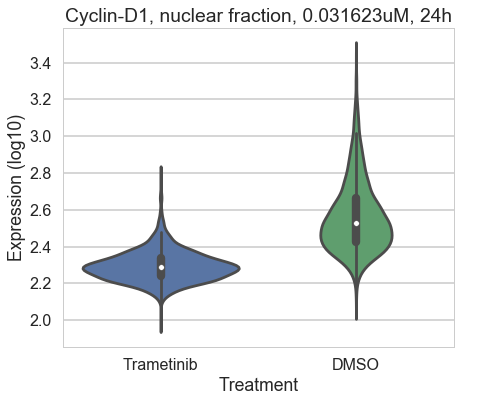 Cyclin-D1, nuclear fraction, 0.031623uM, 24h
Expression (log10)
3.4
3.2
3.0
2.8
2.6
2.4
2.2
2.0
Trametinib DMSO
Treatment